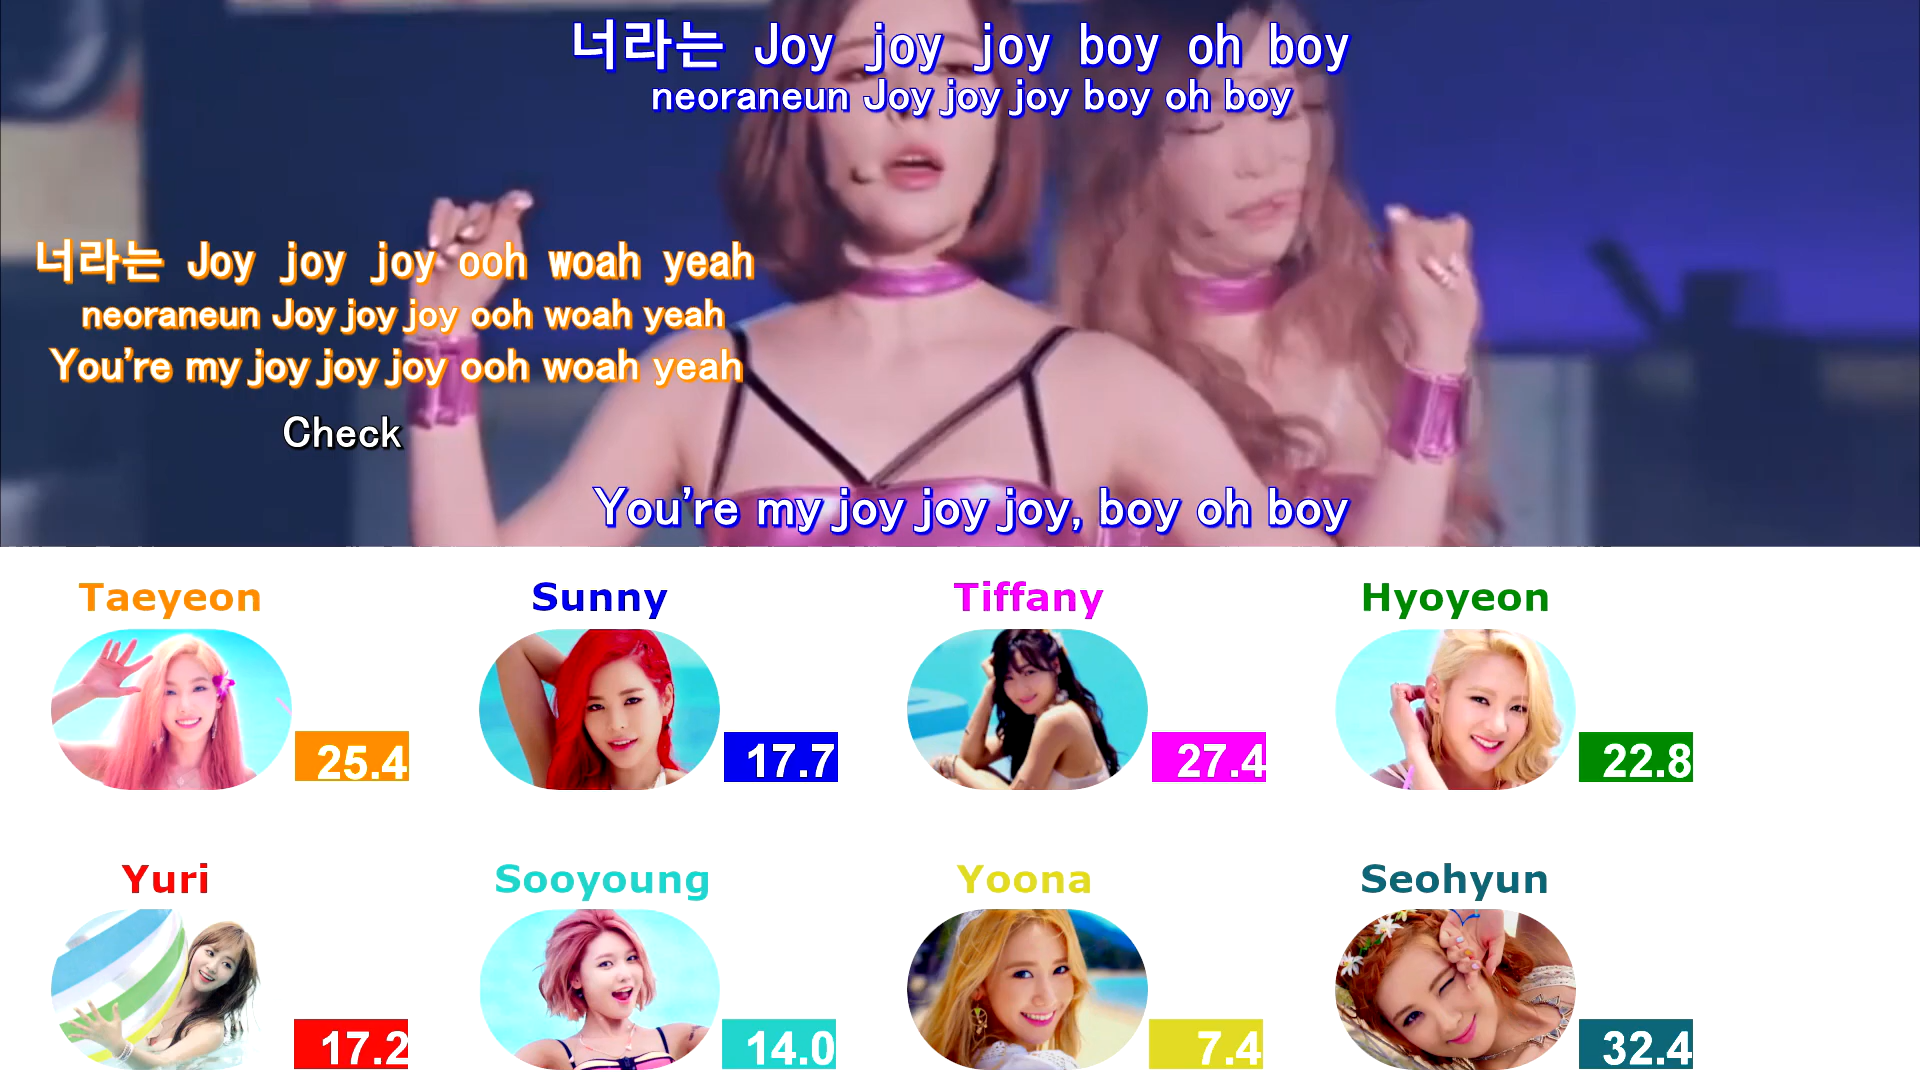 너라는 Joy joy joy boy oh boy
neoraneun Joy joy joy boy oh boy
너라는 Joy joy joy ooh woah yeah
neoraneun Joy joy joy ooh woah yeah
You're my joy joy joy ooh woah yeah
Check
You're my joy joy joy, boy oh boy
Taeyeon Sunny Tiffany Hyoyeon
25.4 17.7 27.4 22.8
Yuri Sooyoung Yoona Seohyun
17.2 14.0 7.4 32.4